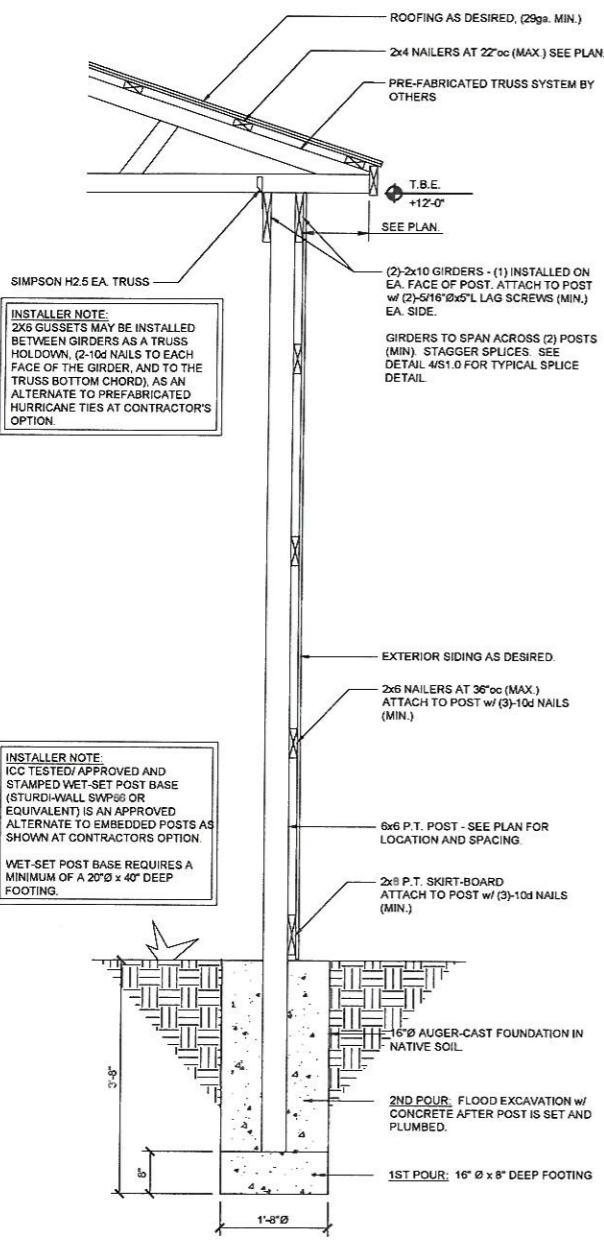 ROOFING AS DESIRED, (29ga. MIN.)
2x4 NAILERS AT 22"oc (MAX.) SEE PLAN.
PRE-FABRICATED TRUSS SYSTEM BY
OTHERS
T.B.E.
+12'-0"
SEE PLAN.
SIMPSON H2.5 EA. TRUSS
(2)-2x10 GIRDERS - (1) INSTALLED ON
EA. FACE OF POST. ATTACH TO POST
w/ (2)-5/16"Øx5"L LAG SCREWS (MIN.)
EA. SIDE.
GIRDERS TO SPAN ACROSS (2) POSTS
(MIN). STAGGER SPLICES. SEE
DETAIL 4/S1.0 FOR TYPICAL SPLICE
DETAIL
INSTALLER NOTE:
2X6 GUSSETS MAY BE INSTALLED
BETWEEN GIRDERS AS A TRUSS
HOLDOWN, (2-10d NAILS TO EACH
FACE OF THE GIRDER, AND TO THE
TRUSS BOTTOM CHORD), AS AN
ALTERNATE TO PREFABRICATED
HURRICANE TIES AT CONTRACTOR'S
OPTION.
EXTERIOR SIDING AS DESIRED.
2x6 NAILERS AT 36"oc (MAX.)
ATTACH TO POST w/ (3)-10d NAILS
(MIN.)
INSTALLER NOTE:
ICC TESTED/ APPROVED AND
STAMPED WET-SET POST BASE
(STURDI-WALL SWP66 OR
EQUIVALENT) IS AN APPROVED
ALTERNATE TO EMBEDDED POSTS AS
SHOWN AT CONTRACTORS OPTION.
WET-SET POST BASE REQUIRES A
MINIMUM OF A 20"Ø x 40" DEEP
FOOTING.
6x6 P.T. POST - SEE PLAN FOR
LOCATION AND SPACING.
2x8 P.T. SKIRT-BOARD
ATTACH TO POST w/ (3)-10d NAILS
(MIN.)
16"Ø AUGER-CAST FOUNDATION IN
NATIVE SOIL.
3'-8"
2ND POUR: FLOOD EXCAVATION w/
CONCRETE AFTER POST IS SET AND
PLUMBED.
8"
1ST POUR: 16" Ø x 8" DEEP FOOTING
1'-8"Ø